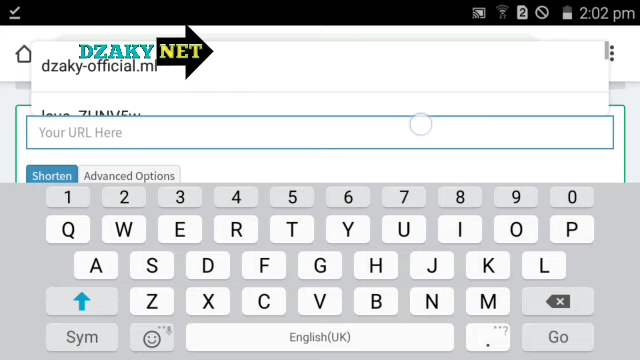 2 2:02 pm
DZAKY NET
dzaky-official.ml
Your URL Here
Shorten Advanced Options
1 2 3 4 5 6 7 8 9 0
Q W E R T Y U I O P
A S D F G H J K L
Z X C V B N M
Sym English(UK) . Go